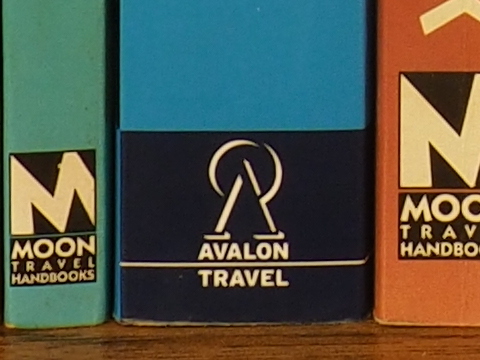 M
MOON
TRAVEL
HANDBOOKS
AVALON
TRAVEL
M
MOO
TRAV
HANDBO